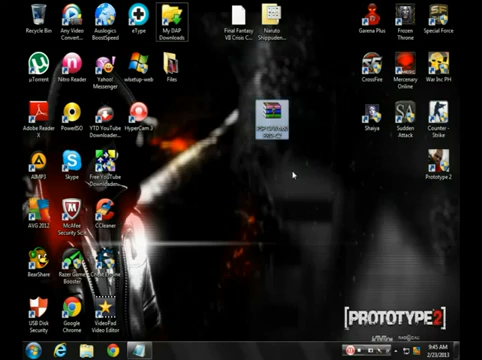 Recycle Bin
Any Video
Convert...
Auslogics
BoostSpeed
eType
My DAP
Downloads
Final Fantasy
VII Crisis C...
Naruto
Shippuden...
Garena Plus
Frozen
Throne
Special Force
µTorrent
Nitro Reader
Yahoo!
Messenger
Files
CrossFire
Mercenary
Online
War Inc PH
Adobe Reader
X
PowerISO
YTD YouTube
Downloader...
HyperCam 3
Shaiya
Sudden
Attack
Counter -
Strike
AIMP3
Skype
Free YouTube
Downloader...
Prototype 2
AVG 2012
McAfee
Security Sc...
CCleaner
BearShare
Razer Game
Booster
USB Disk
Security
Google
Chrome
VideoPad
Video Editor
[PROTOTYPE 2]
ACTIVISION
9:45 AM
2/23/2013